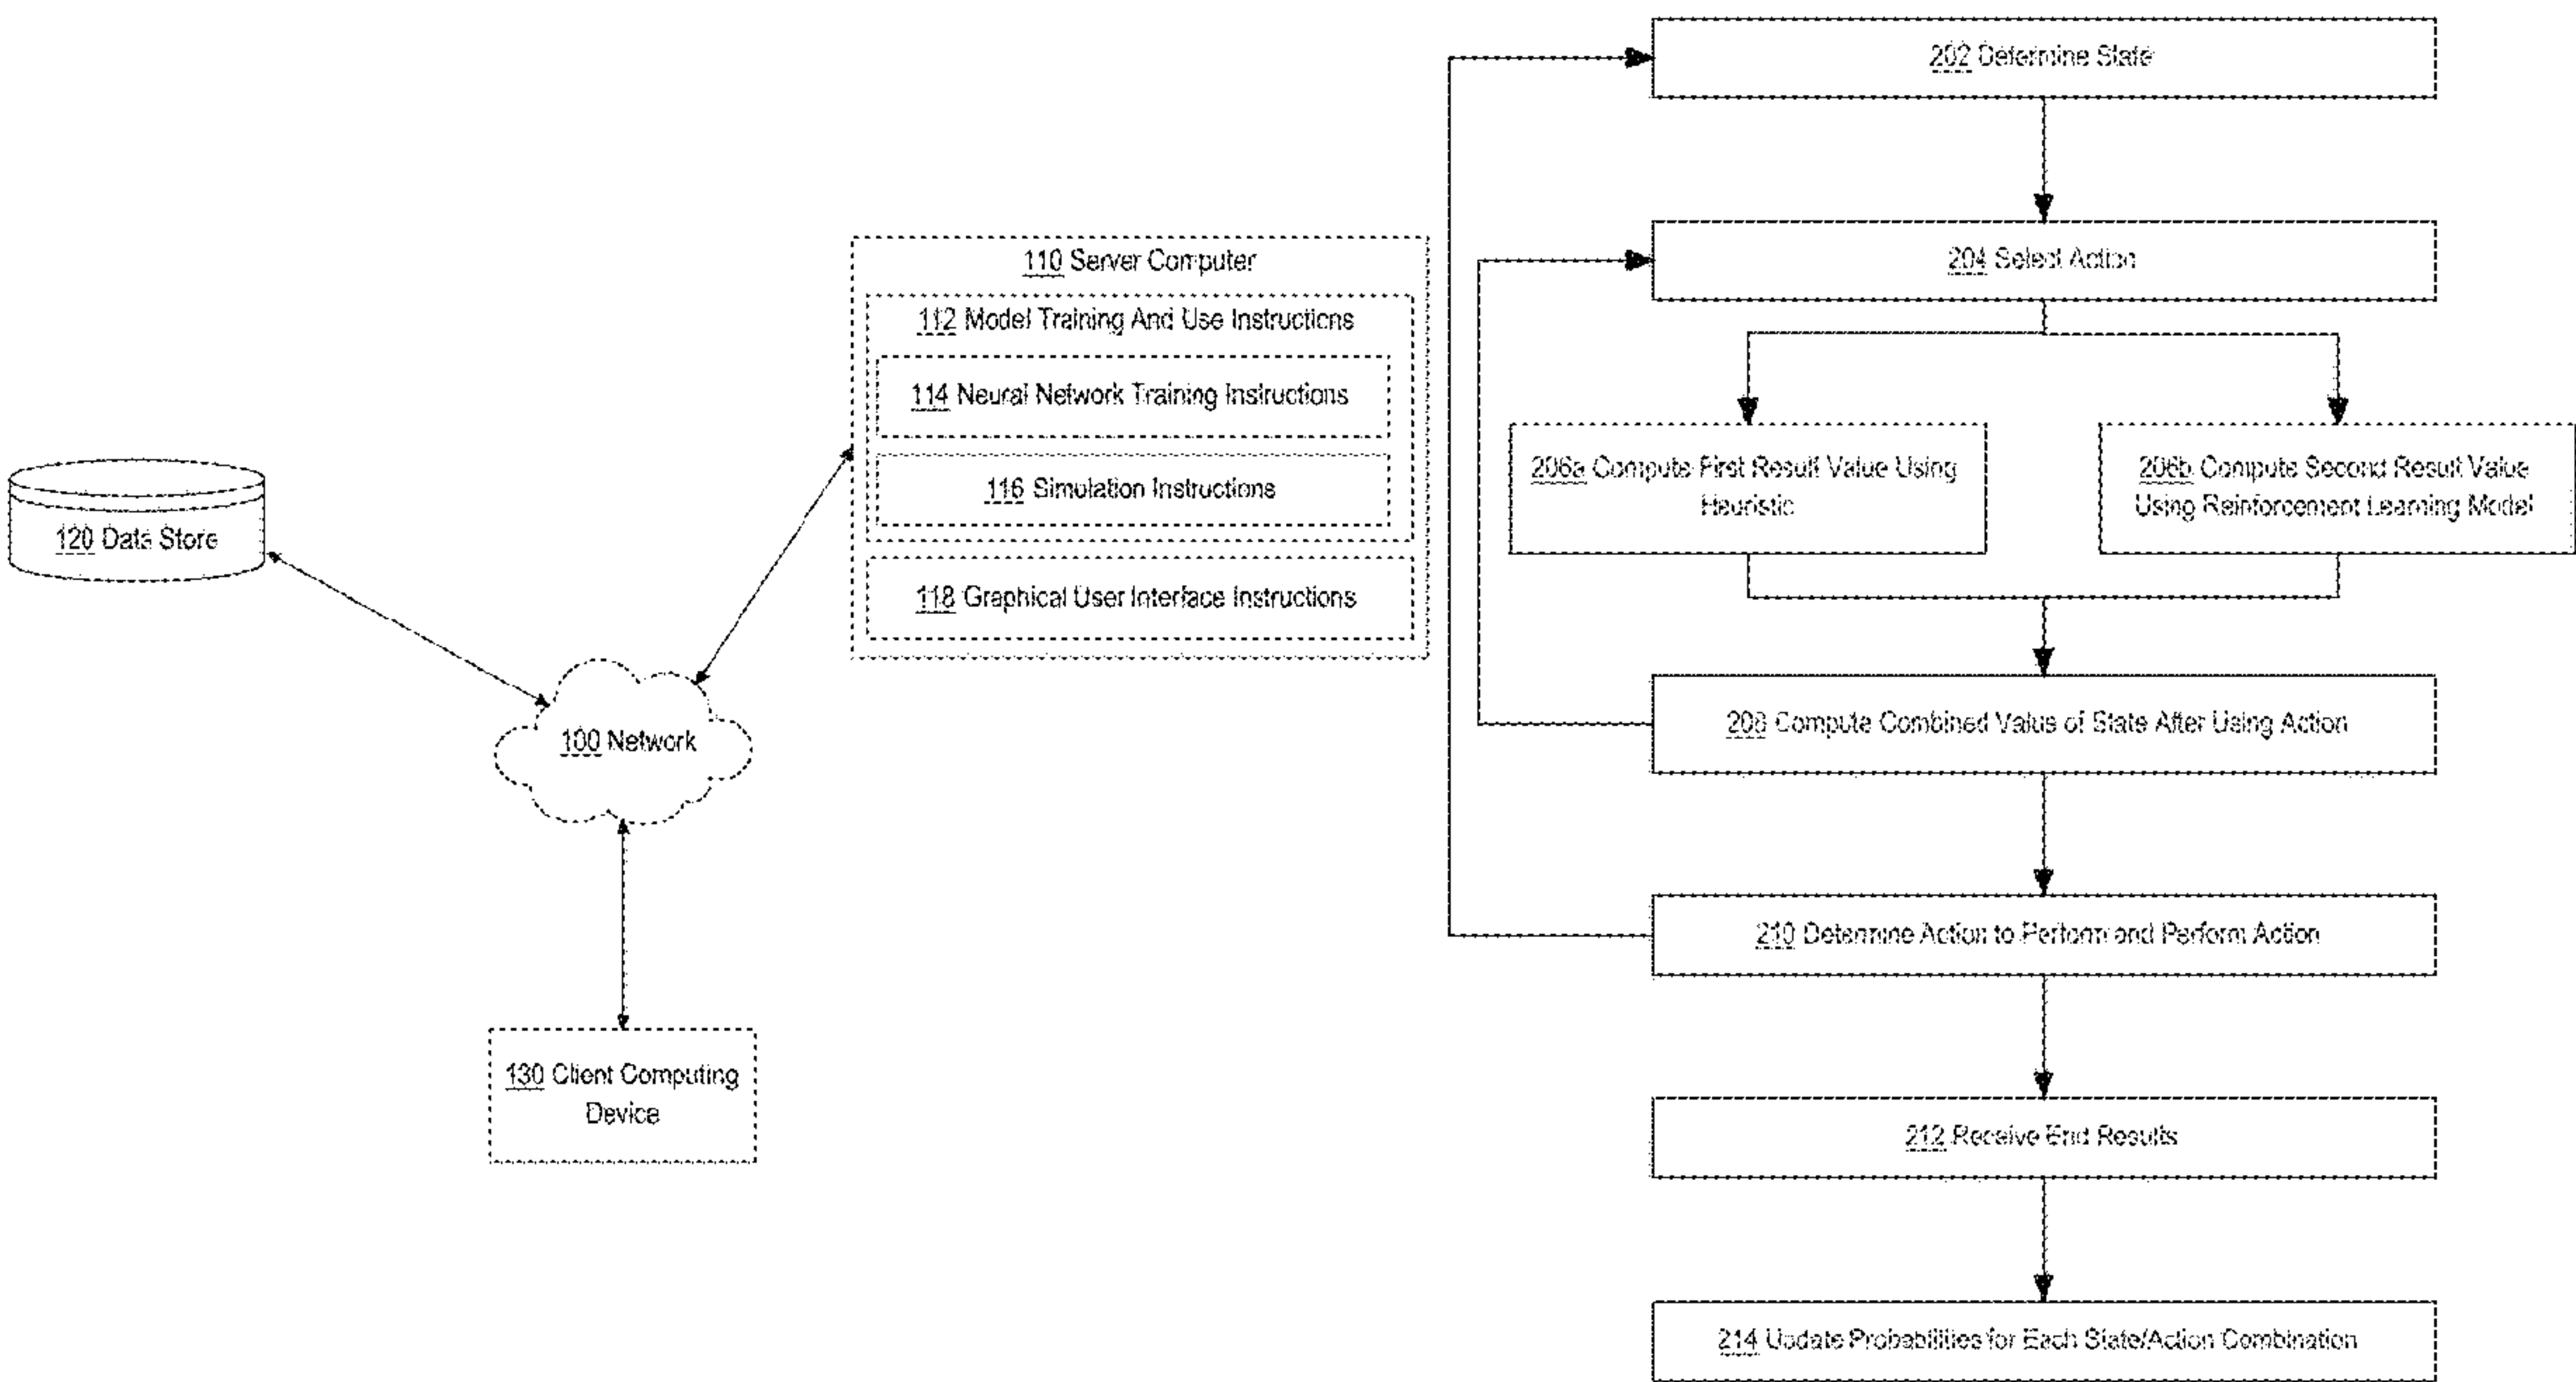 120 Data Store
100 Network
130 Client Computing
Device
110 Server Computer
112 Model Training And Use Instructions
114 Neural Network Training Instructions
116 Simulation Instructions
118 Graphical User Interface Instructions
202 Determine State
204 Select Action
206a Compute First Result Value Using
Heuristic
206b Compute Second Result Value
Using Reinforcement Learning Model
208 Compute Combined Value of State After Using Action
210 Determine Action to Perform and Perform Action
212 Receive End Results
214 Update Probabilities for Each State/Action Combination